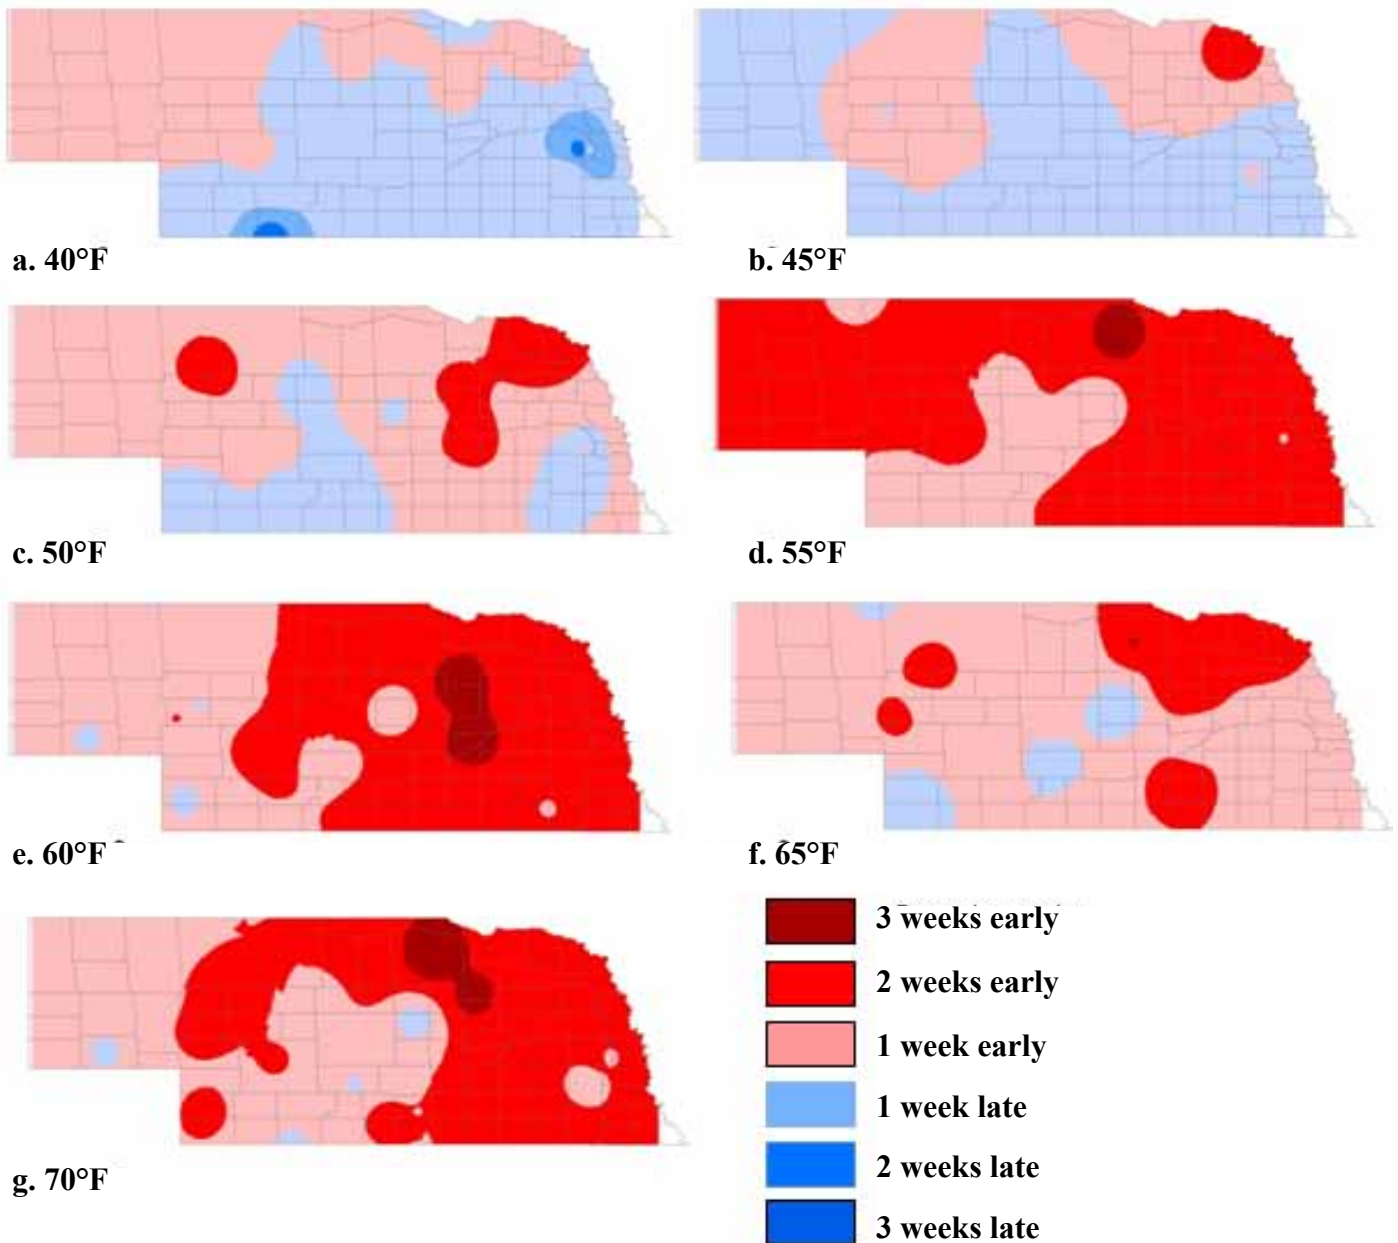 a. 40°F
b. 45°F
c. 50°F
d. 55°F
e. 60°F
f. 65°F
g. 70°F
3 weeks early
2 weeks early
1 week early
1 week late
2 weeks late
3 weeks late